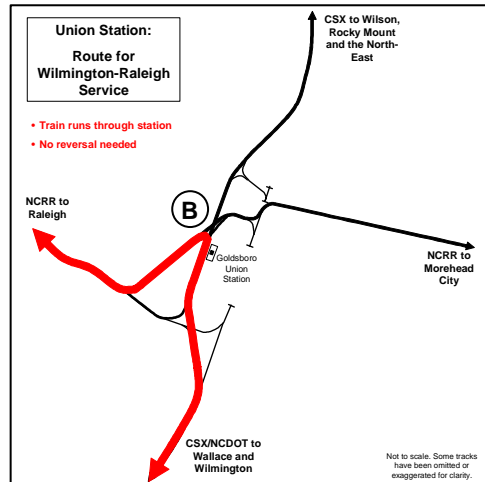 Union Station:
Route for
Wilmington-Raleigh
Service
• Train runs through station
• No reversal needed
CSX to Wilson,
Rocky Mount
and the North-
East
B
NCRR to
Raleigh
Goldsboro
Union
Station
NCRR to
Morehead
City
CSX/NCDOT to
Wallace and
Wilmington
Not to scale. Some tracks
have been omitted or
exaggerated for clarity.